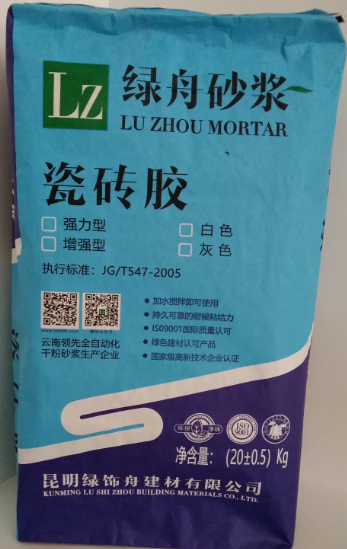 Lz 绿舟砂浆
LU ZHOU MORTAR
瓷砖胶
强力型 白色
增强型 灰色
执行标准：JG/T547-2005
加水搅拌即可使用
持久可靠的耐候粘结力
ISO9001国际质量认可
绿色建材认可产品
国家级高新技术企业认证
云南领先全自动化
干粉砂浆生产企业
环保
ISO
9001
净含量：(20±0.5) Kg
昆明绿饰舟建材有限公司
KUNMING LU SHI ZHOU BUILDING MATERIALS CO., LTD.